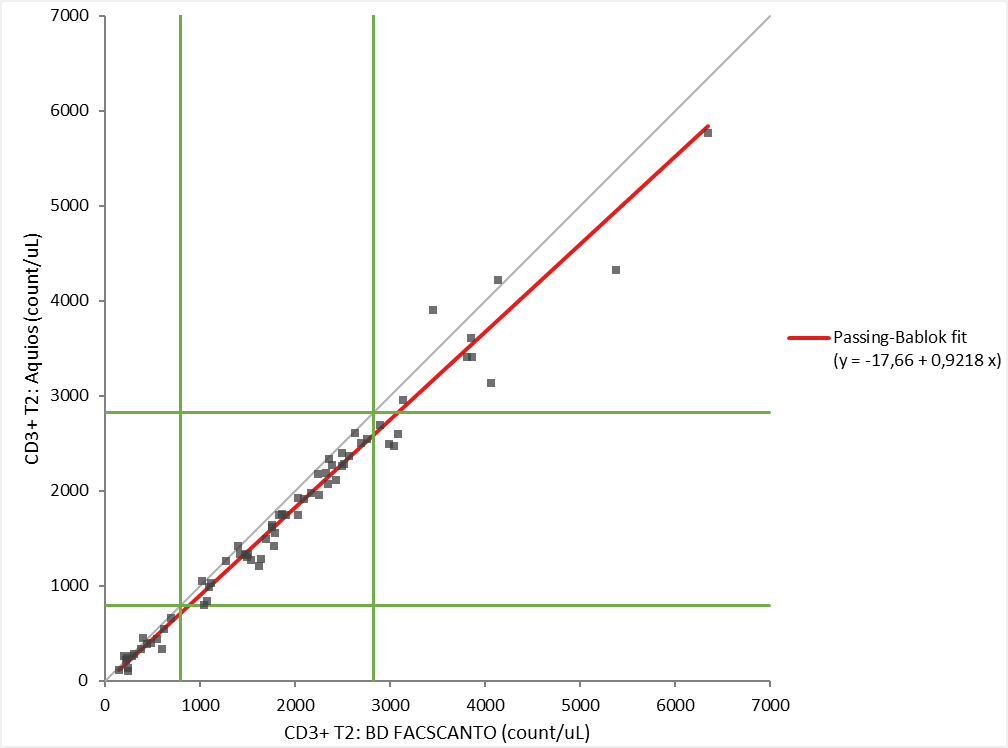 7000
6000
5000
4000
3000
2000
1000
0
CD3+ T2: Aquios (count/uL)
0 1000 2000 3000 4000 5000 6000 7000
CD3+ T2: BD FACSCANTO (count/uL)
Passing-Bablok fit
(y = -17,66 + 0,9218 x)